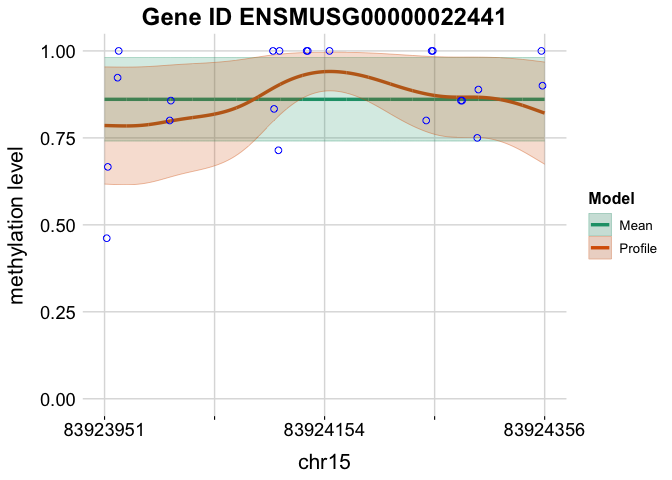 Gene ID ENSMUSG00000022441
methylation level
1.00
0.75
0.50
0.25
0.00
83923951
83924154
83924356
chr15
Model
Mean
Profile